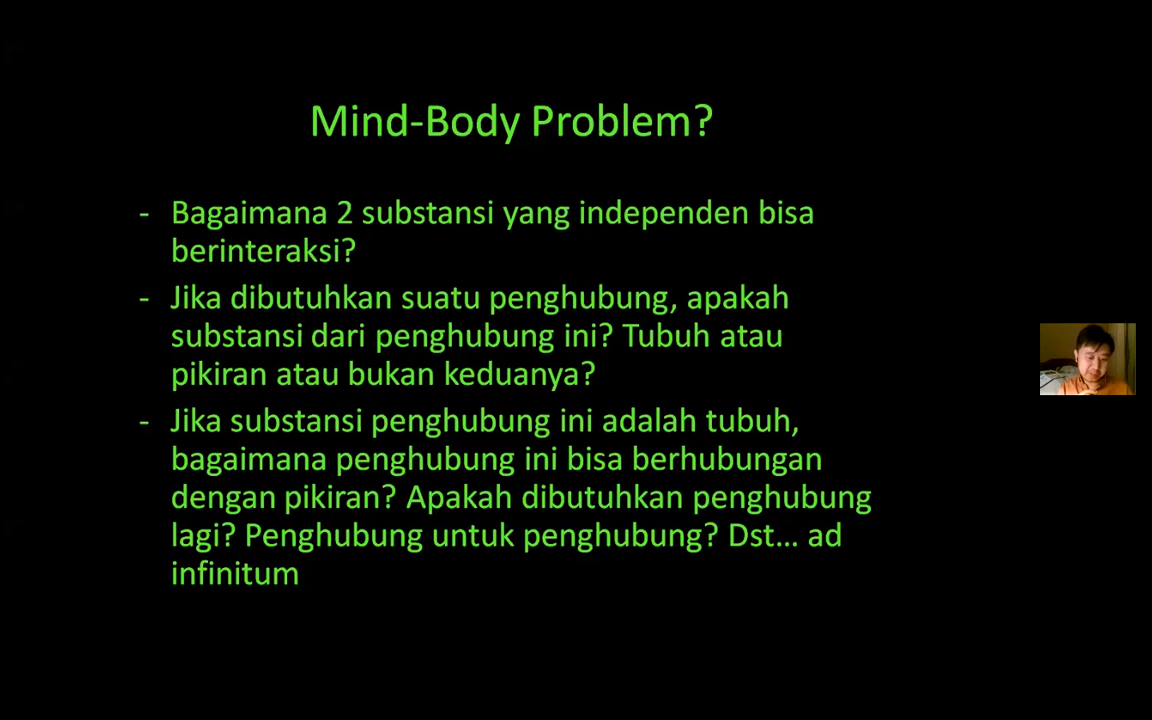 Mind-Body Problem?
- Bagaimana 2 substansi yang independen bisa
berinteraksi?
- Jika dibutuhkan suatu penghubung, apakah
substansi dari penghubung ini? Tubuh atau
pikiran atau bukan keduanya?
- Jika substansi penghubung ini adalah tubuh,
bagaimana penghubung ini bisa berhubungan
dengan pikiran? Apakah dibutuhkan penghubung
lagi? Penghubung untuk penghubung? Dst... ad
infinitum